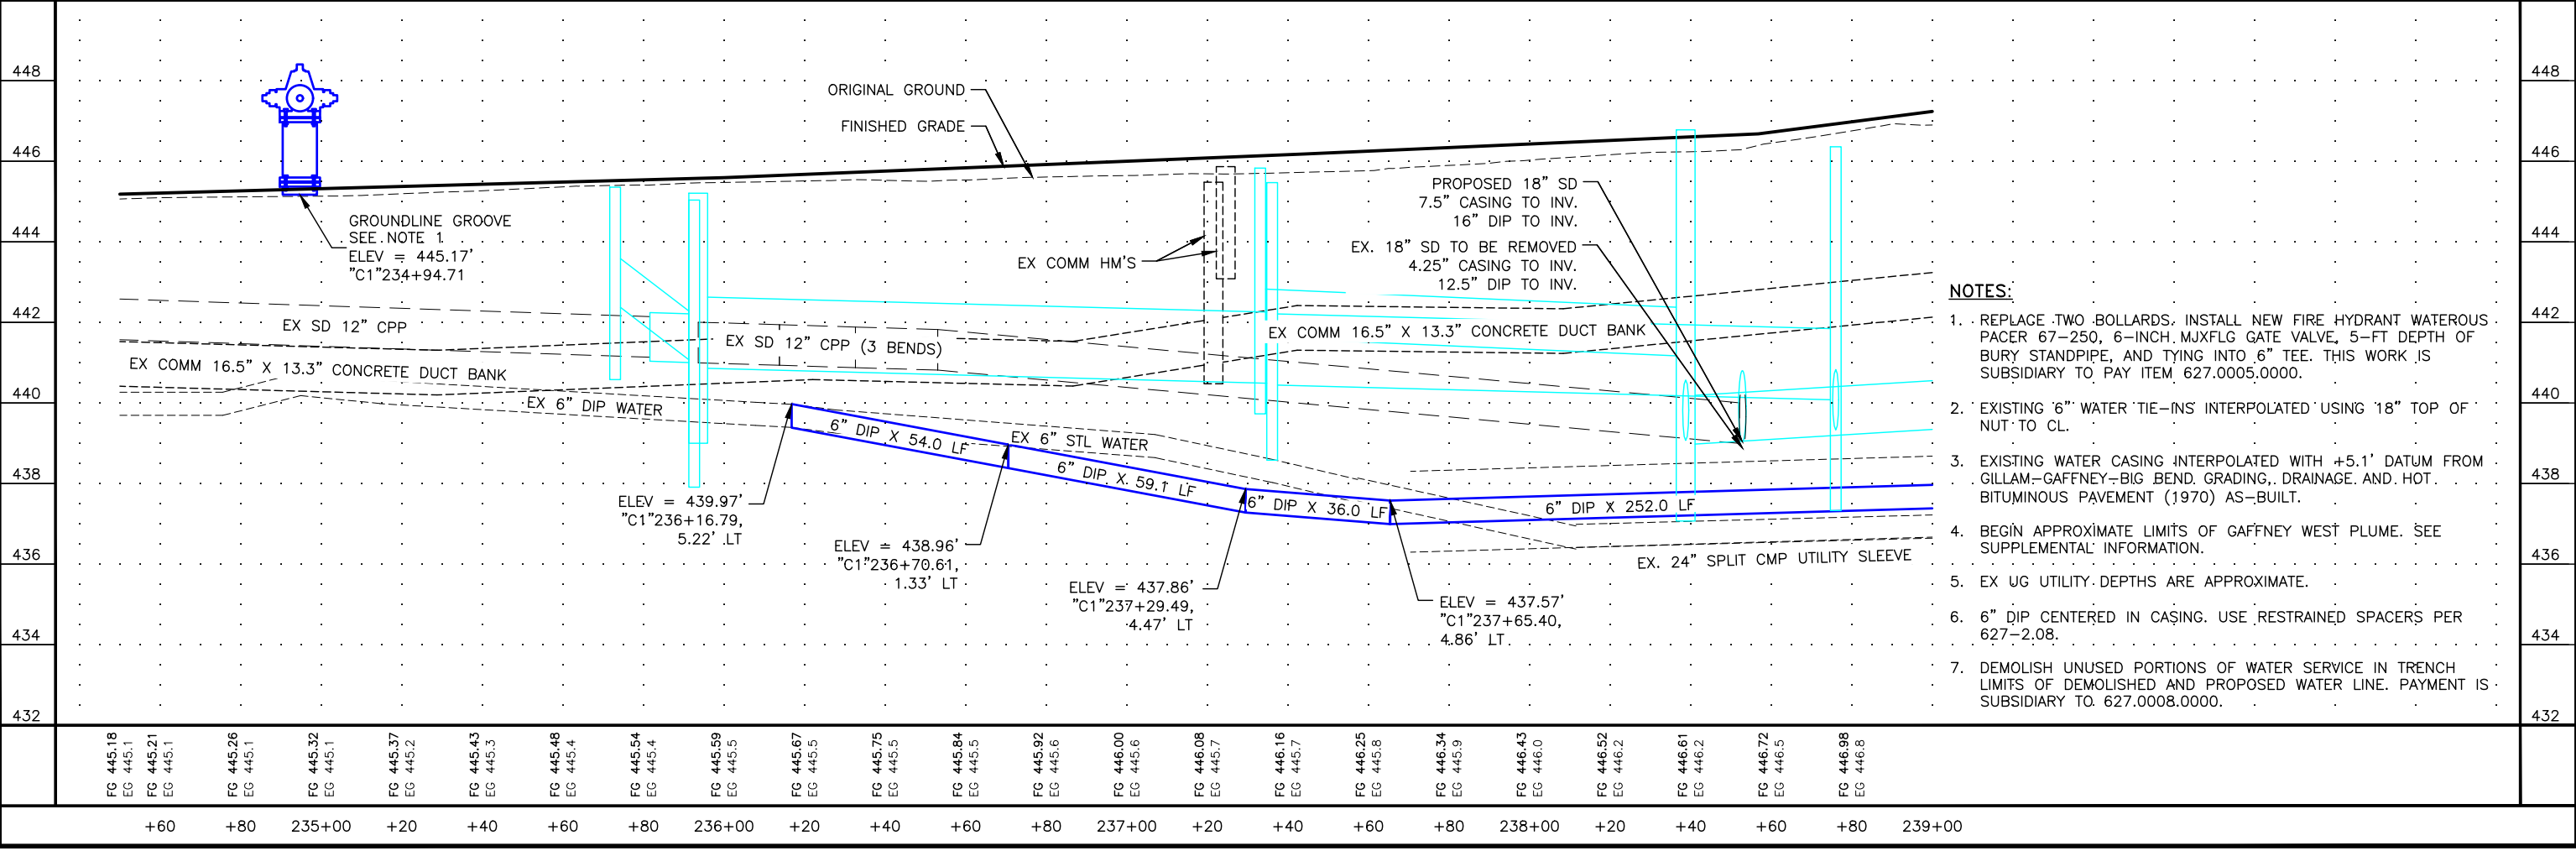 448
446
444
442
440
438
436
434
432
448
446
444
442
440
438
436
434
432
ORIGINAL GROUND
FINISHED GRADE
GROUNDLINE GROOVE
SEE NOTE 1
ELEV = 445.17'
"C1"234+94.71
EX SD 12" CPP
EX COMM 16.5" X 13.3" CONCRETE DUCT BANK
EX 6" DIP WATER
EX SD 12" CPP (3 BENDS)
EX COMM HM'S
PROPOSED 18" SD
7.5" CASING TO INV.
16" DIP TO INV.
EX. 18" SD TO BE REMOVED
4.25" CASING TO INV.
12.5" DIP TO INV.
EX COMM 16.5" X 13.3" CONCRETE DUCT BANK
6" DIP X 54.0 LF
EX 6" STL WATER
6" DIP X 59.1 LF
6" DIP X 36.0 LF
6" DIP X 252.0 LF
EX. 24" SPLIT CMP UTILITY SLEEVE
ELEV = 439.97'
"C1"236+16.79,
5.22' LT
ELEV = 438.96'
"C1"236+70.61,
1.33' LT
ELEV = 437.86'
"C1"237+29.49,
4.47' LT
ELEV = 437.57'
"C1"237+65.40,
4.86' LT
NOTES:
1. REPLACE TWO BOLLARDS. INSTALL NEW FIRE HYDRANT WATEROUS
PACER 67-250, 6-INCH MJXFLG GATE VALVE, 5-FT DEPTH OF
BURY STANDPIPE, AND TYING INTO 6" TEE. THIS WORK IS
SUBSIDIARY TO PAY ITEM 627.0005.0000.
2. EXISTING 6" WATER TIE-INS INTERPOLATED USING 18" TOP OF
NUT TO CL.
3. EXISTING WATER CASING INTERPOLATED WITH +5.1' DATUM FROM
GILLAM-GAFFNEY-BIG BEND GRADING, DRAINAGE AND HOT
BITUMINOUS PAVEMENT (1970) AS-BUILT.
4. BEGIN APPROXIMATE LIMITS OF GAFFNEY WEST PLUME. SEE
SUPPLEMENTAL INFORMATION.
5. EX UG UTILITY DEPTHS ARE APPROXIMATE.
6. 6" DIP CENTERED IN CASING. USE RESTRAINED SPACERS PER
627-2.08.
7. DEMOLISH UNUSED PORTIONS OF WATER SERVICE IN TRENCH
LIMITS OF DEMOLISHED AND PROPOSED WATER LINE. PAYMENT IS
SUBSIDIARY TO 627.0008.0000.
FG 445.18
EG 445.1
FG 445.21
EG 445.1
FG 445.26
EG 445.1
FG 445.32
EG 445.1
FG 445.37
EG 445.2
FG 445.43
EG 445.3
FG 445.48
EG 445.4
FG 445.54
EG 445.4
FG 445.59
EG 445.5
FG 445.67
EG 445.5
FG 445.75
EG 445.5
FG 445.84
EG 445.5
FG 445.92
EG 445.6
FG 446.00
EG 445.6
FG 446.08
EG 445.7
FG 446.16
EG 445.7
FG 446.25
EG 445.8
FG 446.34
EG 445.9
FG 446.43
EG 446.0
FG 446.52
EG 446.2
FG 446.61
EG 446.2
FG 446.72
EG 446.5
FG 446.98
EG 446.8
+60 +80 235+00 +20 +40 +60 +80 236+00 +20 +40 +60 +80 237+00 +20 +40 +60 +80 238+00 +20 +40 +60 +80 239+00